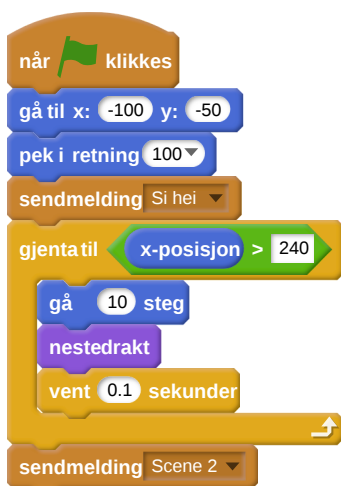 når klikkes
gå til x: -100 y: -50
pek i retning 100
sendmelding Si hei
gjenta til x-posisjon > 240
gå 10 steg
nestedrakt
vent 0.1 sekunder
sendmelding Scene 2